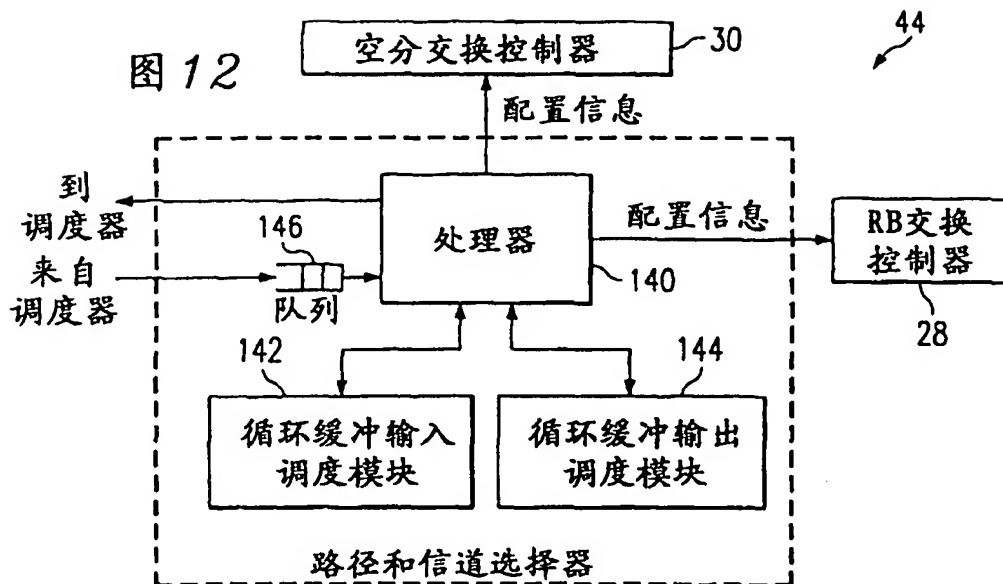 图 12
空分交换控制器
30
44
配置信息
到
调度器
146
处理器
配置信息
RB交换
控制器
来自
调度器
队列
140
28
142
144
循环缓冲输入
调度模块
循环缓冲输出
调度模块
路径和信道选择器